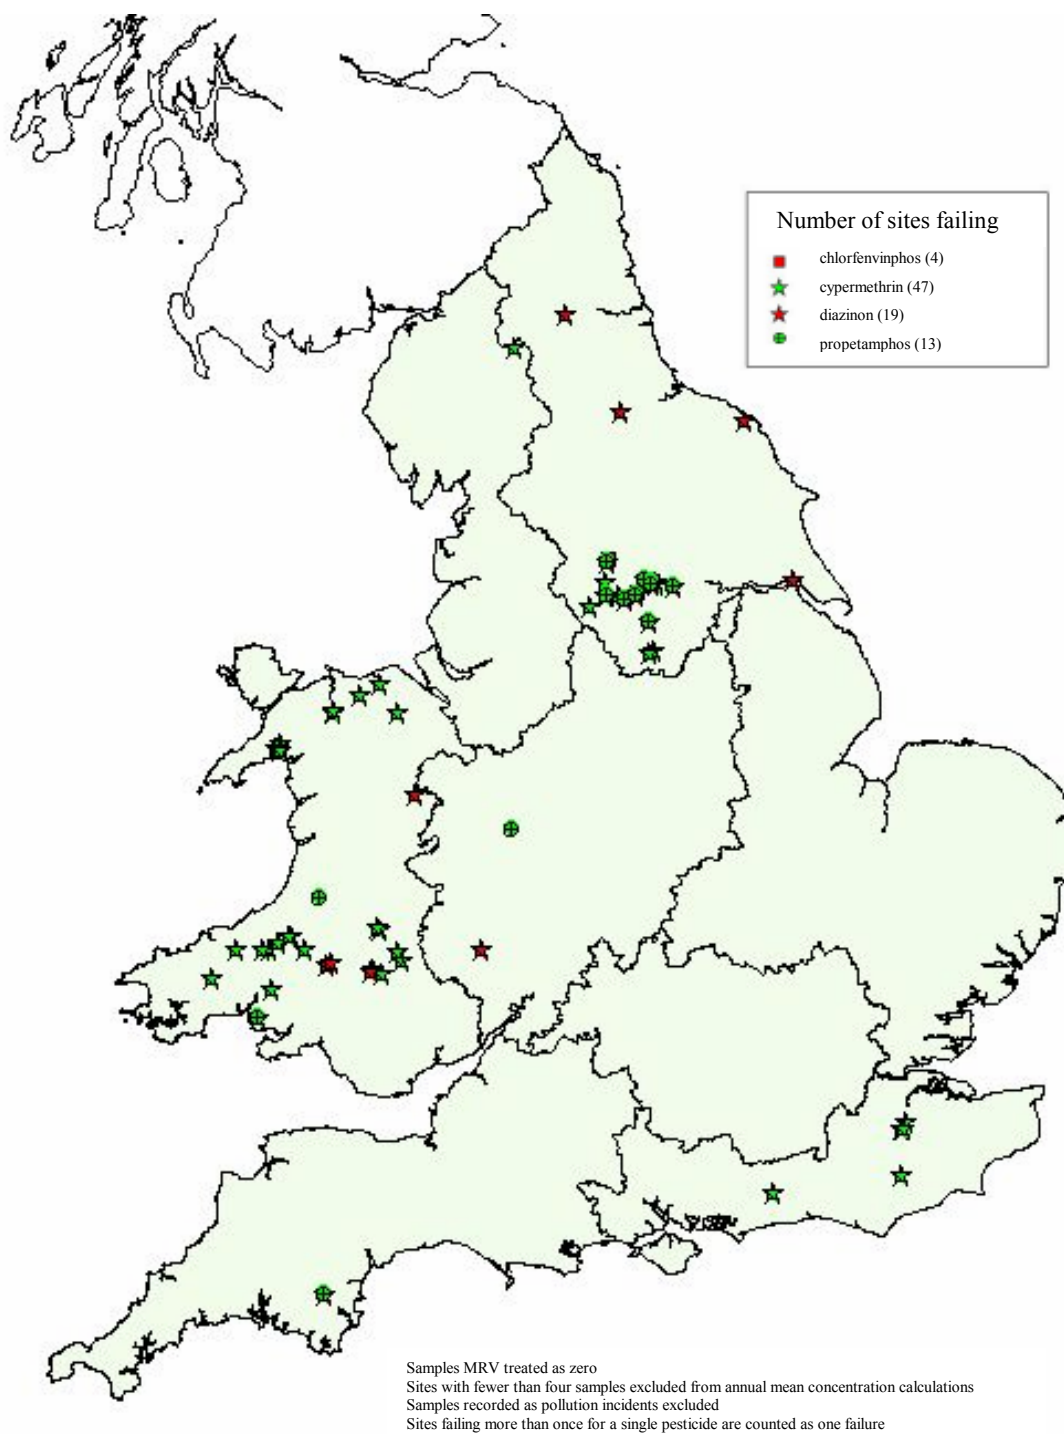 Number of sites failing
chlorfenvinphos (4)
cypermethrin (47)
diazinon (19)
propetamphos (13)
Samples MRV treated as zero
Sites with fewer than four samples excluded from annual mean concentration calculations
Samples recorded as pollution incidents excluded
Sites failing more than once for a single pesticide are counted as one failure